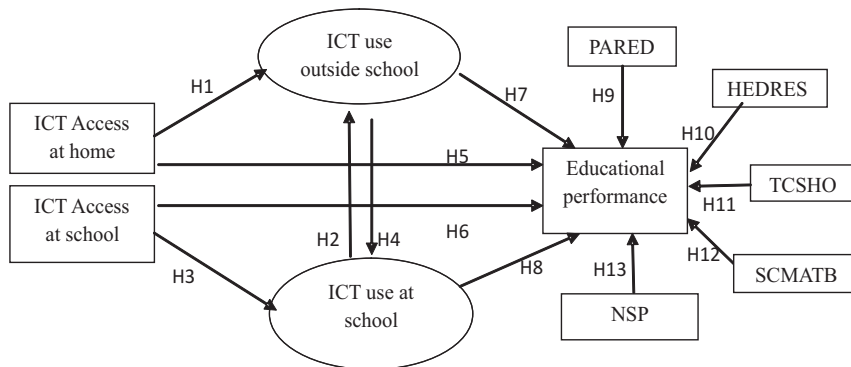 ICT use
outside school
PARED
H1
H7
H9
HEDRES
ICT Access
at home
H10
H5
Educational
performance
TCSHO
ICT Access
at school
H11
H2
H4
H6
H3
H8
H13
H12
SCMATB
ICT use at
school
NSP